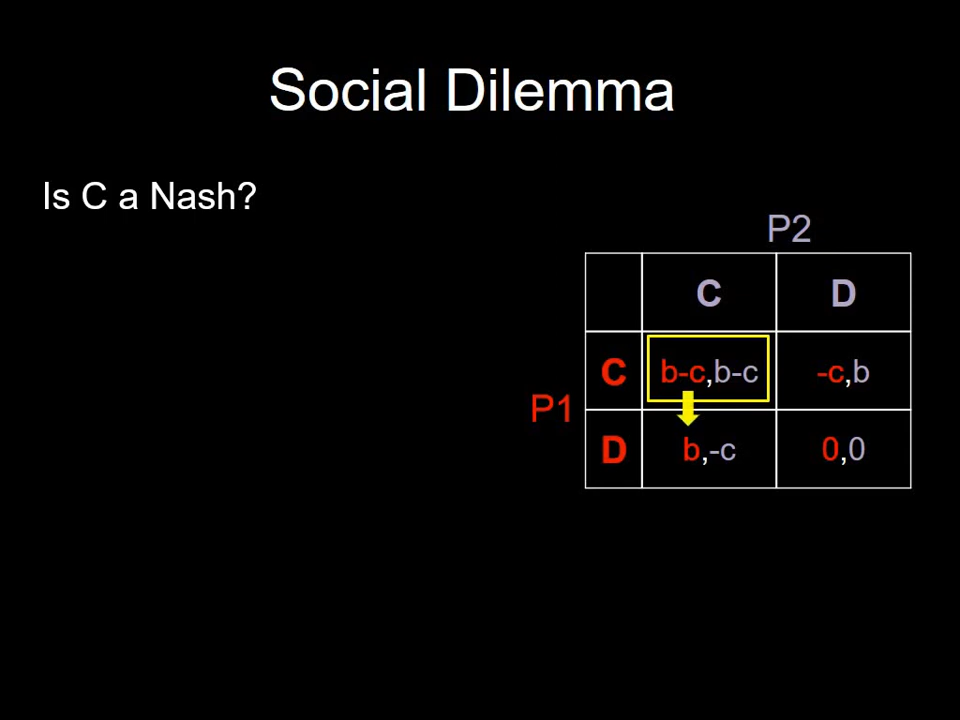 Social Dilemma
Is C a Nash?
P2
C D
C b-c,b-c -c,b
P1
D b,-c 0,0